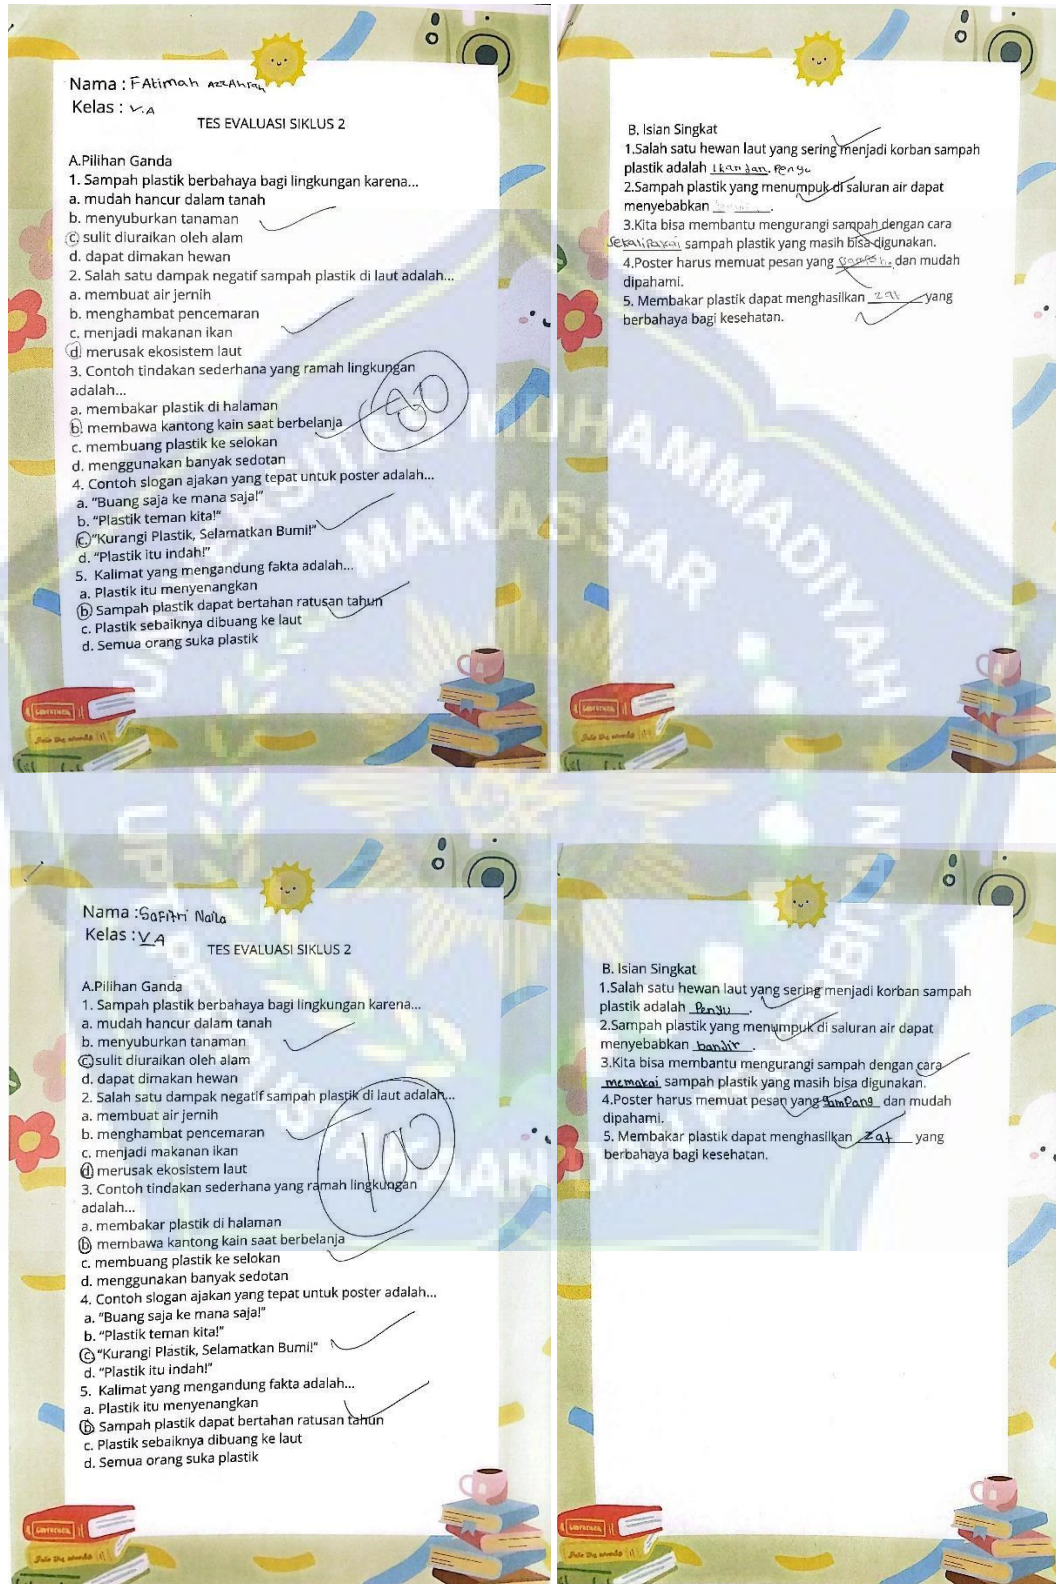 Nama : FAtimah AzzAhrah
Kelas : V.A
TES EVALUASI SIKLUS 2
A.Pilihan Ganda
1. Sampah plastik berbahaya bagi lingkungan karena...
a. mudah hancur dalam tanah
b. menyuburkan tanaman
c. sulit diuraikan oleh alam
d. dapat dimakan hewan
2. Salah satu dampak negatif sampah plastik di laut adalah...
a. membuat air jernih
b. menghambat pencemaran
c. menjadi makanan ikan
d. merusak ekosistem laut
3. Contoh tindakan sederhana yang ramah lingkungan
adalah...
a. membakar plastik di halaman
b. membawa kantong kain saat berbelanja
c. membuang plastik ke selokan
d. menggunakan banyak sedotan
4. Contoh slogan ajakan yang tepat untuk poster adalah...
a. "Buang saja ke mana saja!"
b. "Plastik teman kita!"
c. "Kurangi Plastik, Selamatkan Bumi!"
d. "Plastik itu indah!"
5. Kalimat yang mengandung fakta adalah...
a. Plastik itu menyenangkan
b. Sampah plastik dapat bertahan ratusan tahun
c. Plastik sebaiknya dibuang ke laut
d. Semua orang suka plastik
80
B. Isian Singkat
1.Salah satu hewan laut yang sering menjadi korban sampah
plastik adalah Ikan dan Penyu
2.Sampah plastik yang menumpuk di saluran air dapat
menyebabkan
3.Kita bisa membantu mengurangi sampah dengan cara
sekalipakai sampah plastik yang masih bisa digunakan.
4.Poster harus memuat pesan yang dan mudah
dipahami.
5. Membakar plastik dapat menghasilkan zat yang
berbahaya bagi kesehatan.
UNIVERSITAS MUHAMMADIYAH MAKASSAR
Nama : Safitri Naila
Kelas : V A
TES EVALUASI SIKLUS 2
A.Pilihan Ganda
1. Sampah plastik berbahaya bagi lingkungan karena...
a. mudah hancur dalam tanah
b. menyuburkan tanaman
c. sulit diuraikan oleh alam
d. dapat dimakan hewan
2. Salah satu dampak negatif sampah plastik di laut adalah...
a. membuat air jernih
b. menghambat pencemaran
c. menjadi makanan ikan
d. merusak ekosistem laut
3. Contoh tindakan sederhana yang ramah lingkungan
adalah...
a. membakar plastik di halaman
b. membawa kantong kain saat berbelanja
c. membuang plastik ke selokan
d. menggunakan banyak sedotan
4. Contoh slogan ajakan yang tepat untuk poster adalah...
a. "Buang saja ke mana saja!"
b. "Plastik teman kita!"
c. "Kurangi Plastik, Selamatkan Bumi!"
d. "Plastik itu indah!"
5. Kalimat yang mengandung fakta adalah...
a. Plastik itu menyenangkan
b. Sampah plastik dapat bertahan ratusan tahun
c. Plastik sebaiknya dibuang ke laut
d. Semua orang suka plastik
100
B. Isian Singkat
1.Salah satu hewan laut yang sering menjadi korban sampah
plastik adalah Penyu.
2.Sampah plastik yang menumpuk di saluran air dapat
menyebabkan bandir.
3.Kita bisa membantu mengurangi sampah dengan cara
memakai sampah plastik yang masih bisa digunakan.
4.Poster harus memuat pesan yang gampang dan mudah
dipahami.
5. Membakar plastik dapat menghasilkan zat yang
berbahaya bagi kesehatan.